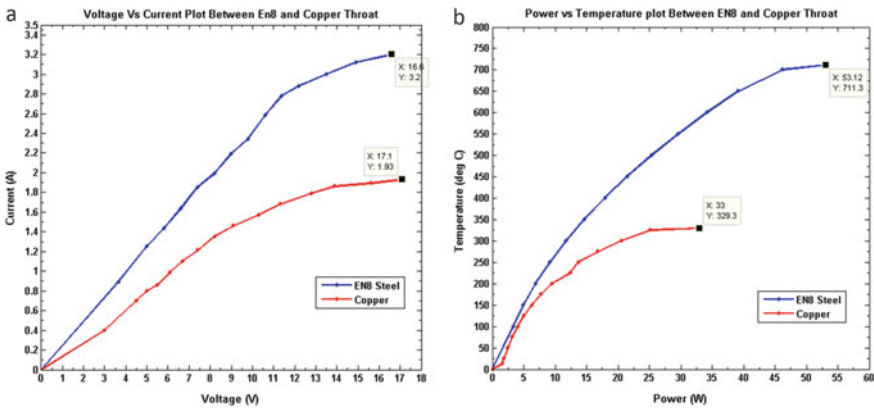 a
Voltage Vs Current Plot Between En8 and Copper Throat
Current (A)
3.4
3.2
3
2.8
2.6
2.4
2.2
2
1.8
1.6
1.4
1.2
1
0.8
0.6
0.4
0.2
0
X: 16.6
Y: 3.2
X: 17.1
Y: 1.93
EN8 Steel
Copper
0 1 2 3 4 5 6 7 8 9 10 11 12 13 14 15 16 17 18
Voltage (V)
b
Power vs Temperature plot Between EN8 and Copper Throat
Temperature (deg C)
800
750
700
650
600
550
500
450
400
350
300
250
200
150
100
50
0
X: 53.12
Y: 711.3
X: 33
Y: 329.3
EN8 Steel
Copper
0 5 10 15 20 25 30 35 40 45 50 55 60
Power (W)